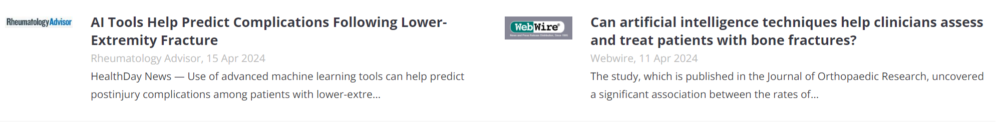 RheumatologyAdvisor
AI Tools Help Predict Complications Following Lower-
Extremity Fracture
Rheumatology Advisor, 15 Apr 2024
HealthDay News — Use of advanced machine learning tools can help predict
postinjury complications among patients with lower-extre...
WebWire®
News and Press Release Distribution, Since 1995
Can artificial intelligence techniques help clinicians assess
and treat patients with bone fractures?
Webwire, 11 Apr 2024
The study, which is published in the Journal of Orthopaedic Research, uncovered
a significant association between the rates of...